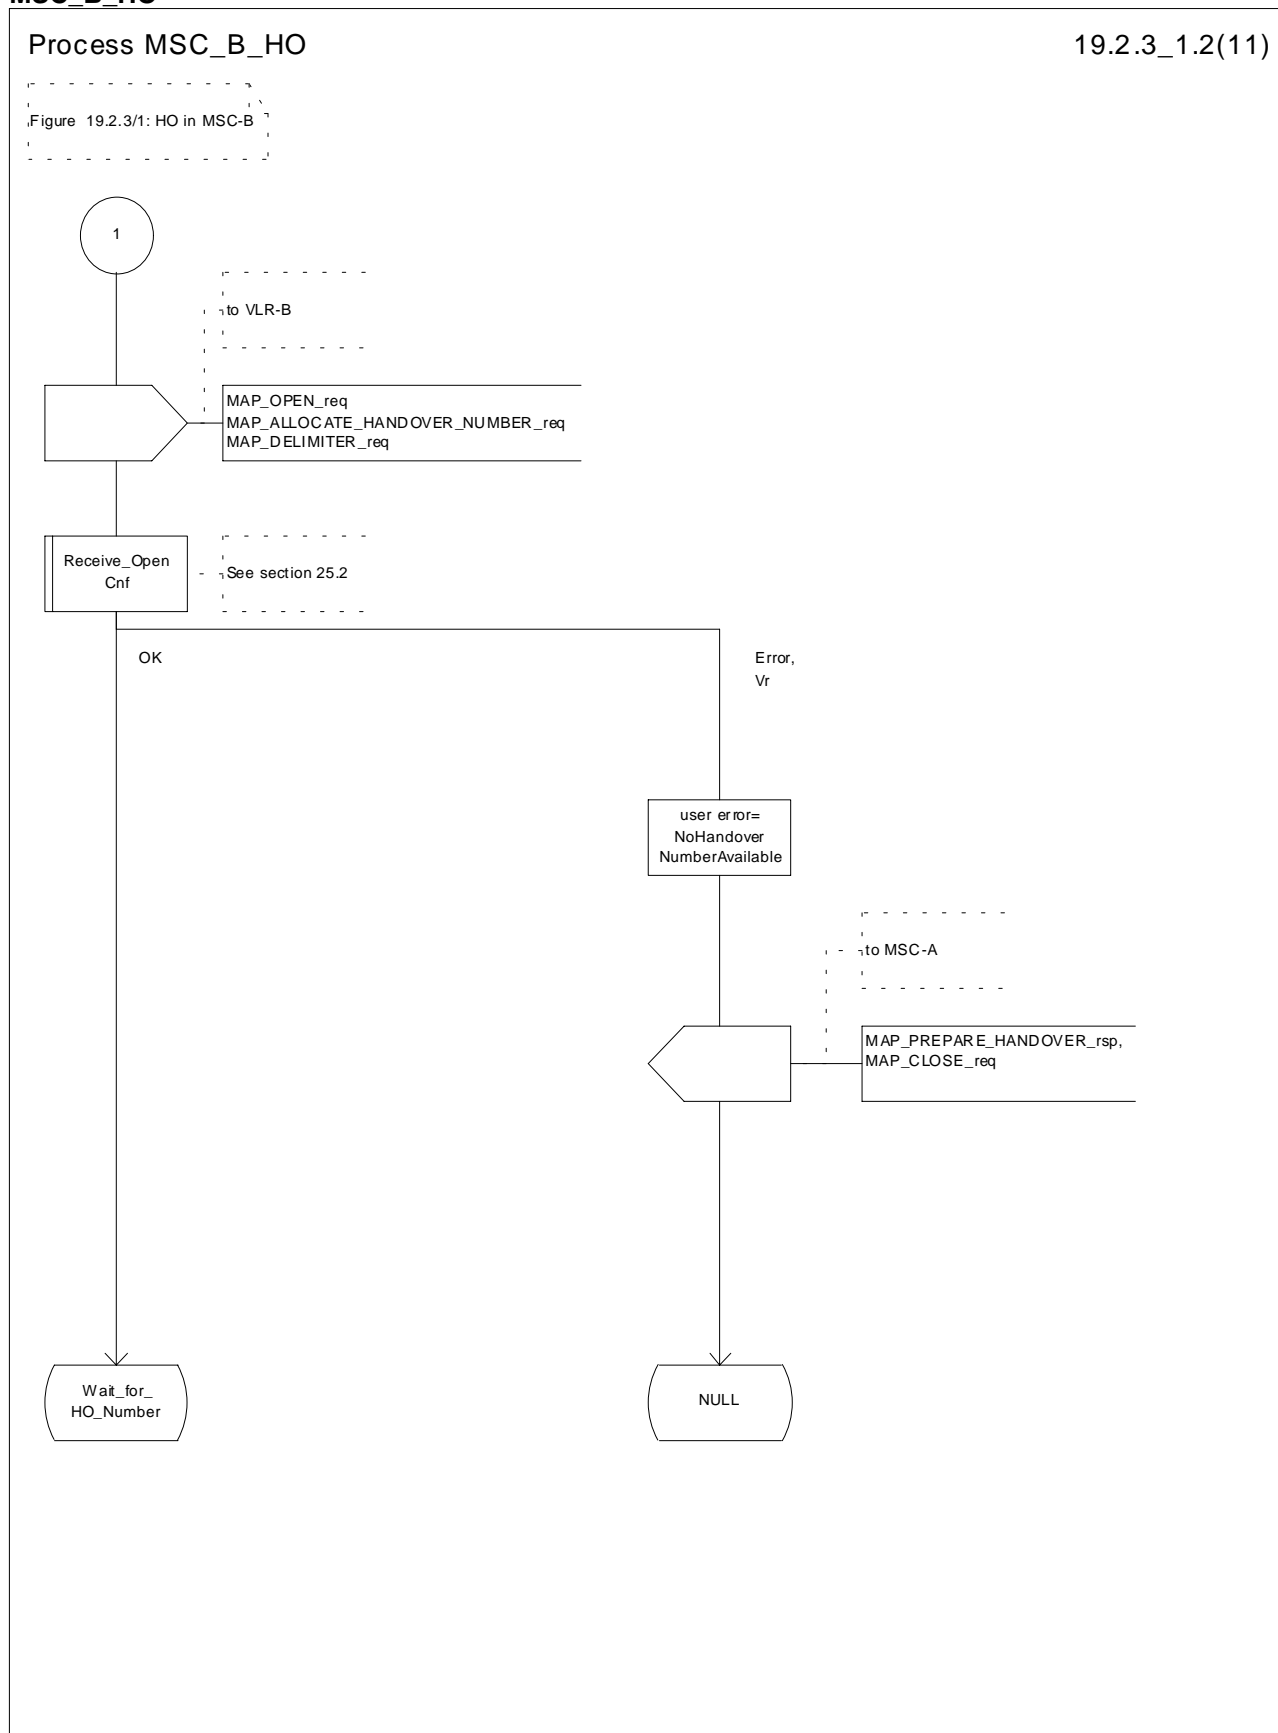 MSC_B_HO
Process MSC_B_HO
19.2.3_1.2(11)
Figure 19.2.3/1: HO in MSC-B
1
to VLR-B
MAP_OPEN_req
MAP_ALLOCATE_HANDOVER_NUMBER_req
MAP_DELIMITER_req
Receive_Open
Cnf
See section 25.2
OK
Error,
Vr
user error=
NoHandover
NumberAvailable
to MSC-A
MAP_PREPARE_HANDOVER_rsp,
MAP_CLOSE_req
Wait_for_
HO_Number
NULL